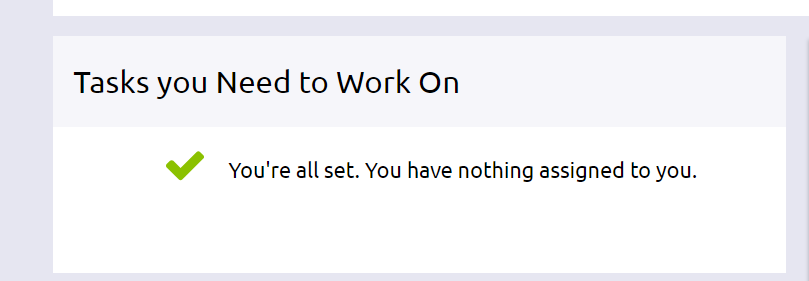 Tasks you Need to Work On
You're all set. You have nothing assigned to you.